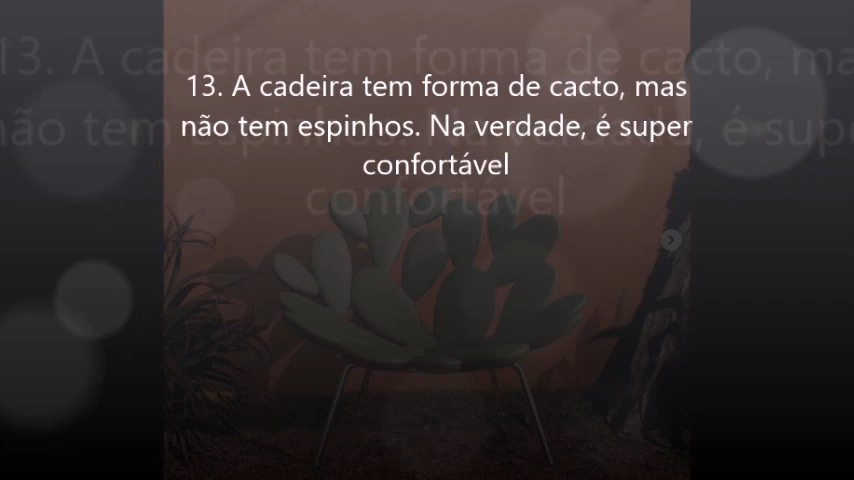 13. A cadeira tem forma de cacto, mas
não tem espinhos. Na verdade, é super
confortável